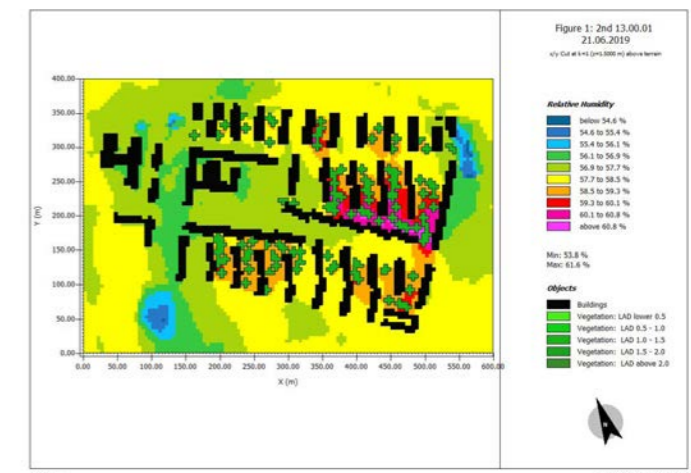 Figure 1: 2nd 13.00.01
21.06.2019
x/y Cut at k=1 (z=1.0000 m) above terrain
Relative Humidity
below 54.6 %
54.6 to 55.4 %
55.4 to 56.1 %
56.1 to 56.9 %
56.9 to 57.7 %
57.7 to 58.5 %
58.5 to 59.3 %
59.3 to 60.1 %
60.1 to 60.8 %
above 60.8 %
Min: 53.8 %
Max: 61.6 %
Objects
Buildings
Vegetation: LAD lower 0.5
Vegetation: LAD 0.5 - 1.0
Vegetation: LAD 1.0 - 1.5
Vegetation: LAD 1.5 - 2.0
Vegetation: LAD above 2.0
N
400.00
350.00
300.00
250.00
200.00
150.00
100.00
50.00
0.00
Y (m)
0.00 50.00 100.00 150.00 200.00 250.00 300.00 350.00 400.00 450.00 500.00 550.00 600.00
X (m)